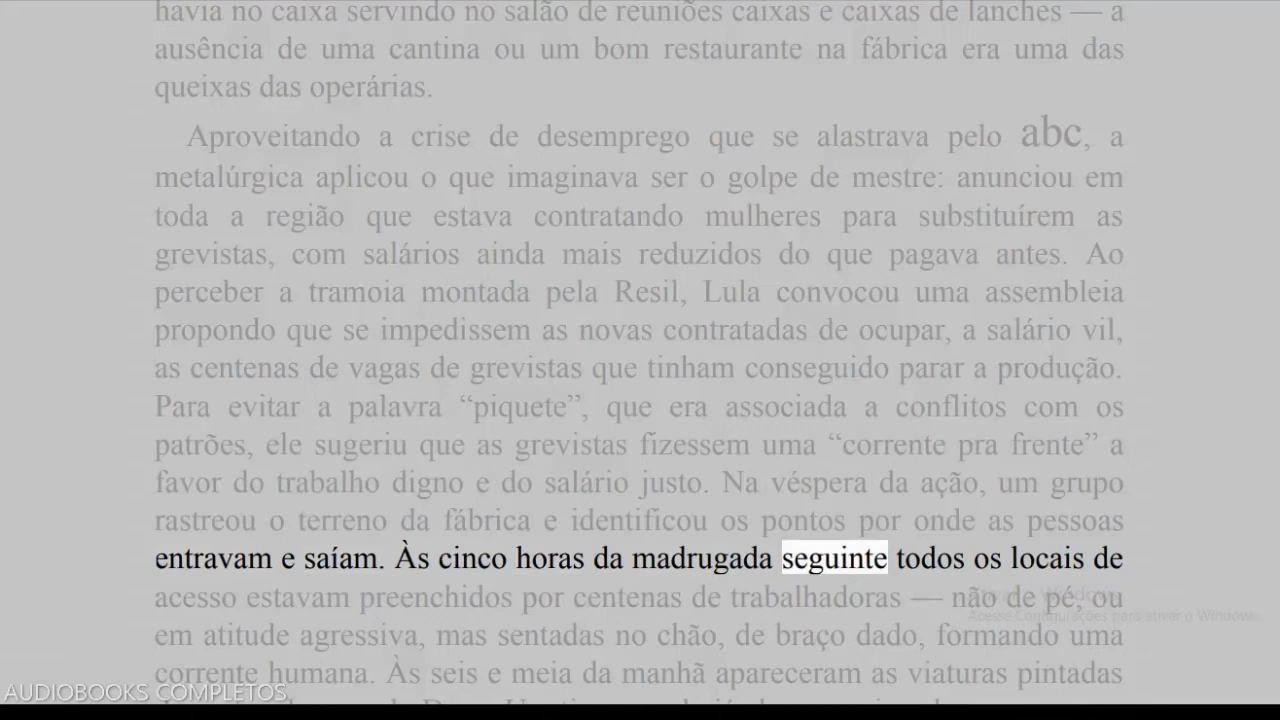 havia no caixa servindo no salão de reuniões caixas e caixas de lanches — a
ausência de uma cantina ou um bom restaurante na fábrica era uma das
queixas das operárias.
Aproveitando a crise de desemprego que se alastrava pelo abc, a
metalúrgica aplicou o que imaginava ser o golpe de mestre: anunciou em
toda a região que estava contratando mulheres para substituírem as
grevistas, com salários ainda mais reduzidos do que pagava antes. Ao
perceber a tramoia montada pela Resil, Lula convocou uma assembleia
propondo que se impedissem as novas contratadas de ocupar, a salário vil,
as centenas de vagas de grevistas que tinham conseguido parar a produção.
Para evitar a palavra “piquete”, que era associada a conflitos com os
patrões, ele sugeriu que as grevistas fizessem uma “corrente pra frente” a
favor do trabalho digno e do salário justo. Na véspera da ação, um grupo
rastreou o terreno da fábrica e identificou os pontos por onde as pessoas
entravam e saíam. Às cinco horas da madrugada seguinte todos os locais de
acesso estavam preenchidos por centenas de trabalhadoras — não de pé, ou
Ativar o Windows
Acesse Configurações para ativar o Windows.
em atitude agressiva, mas sentadas no chão, de braço dado, formando uma
corrente humana. Às seis e meia da manhã apareceram as viaturas pintadas
AUDIOBOOKS COMPLETOS